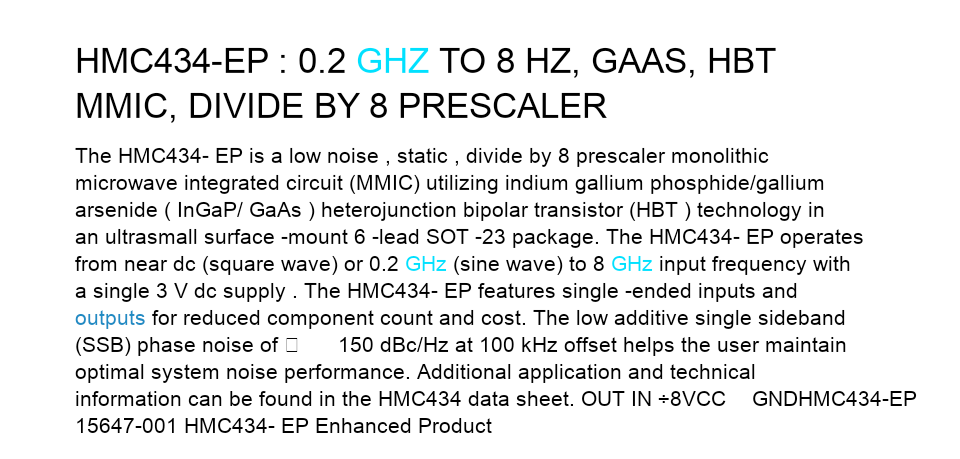 HMC434-EP : 0.2 GHZ TO 8 HZ, GAAS, HBT
MMIC, DIVIDE BY 8 PRESCALER
The HMC434- EP is a low noise , static , divide by 8 prescaler monolithic
microwave integrated circuit (MMIC) utilizing indium gallium phosphide/gallium
arsenide ( InGaP/ GaAs ) heterojunction bipolar transistor (HBT ) technology in
an ultrasmall surface -mount 6 -lead SOT -23 package. The HMC434- EP operates
from near dc (square wave) or 0.2 GHz (sine wave) to 8 GHz input frequency with
a single 3 V dc supply . The HMC434- EP features single -ended inputs and
outputs for reduced component count and cost. The low additive single sideband
(SSB) phase noise of □ 150 dBc/Hz at 100 kHz offset helps the user maintain
optimal system noise performance. Additional application and technical
information can be found in the HMC434 data sheet. OUT IN ÷8VCC GNDHMC434-EP
15647-001 HMC434- EP Enhanced Product